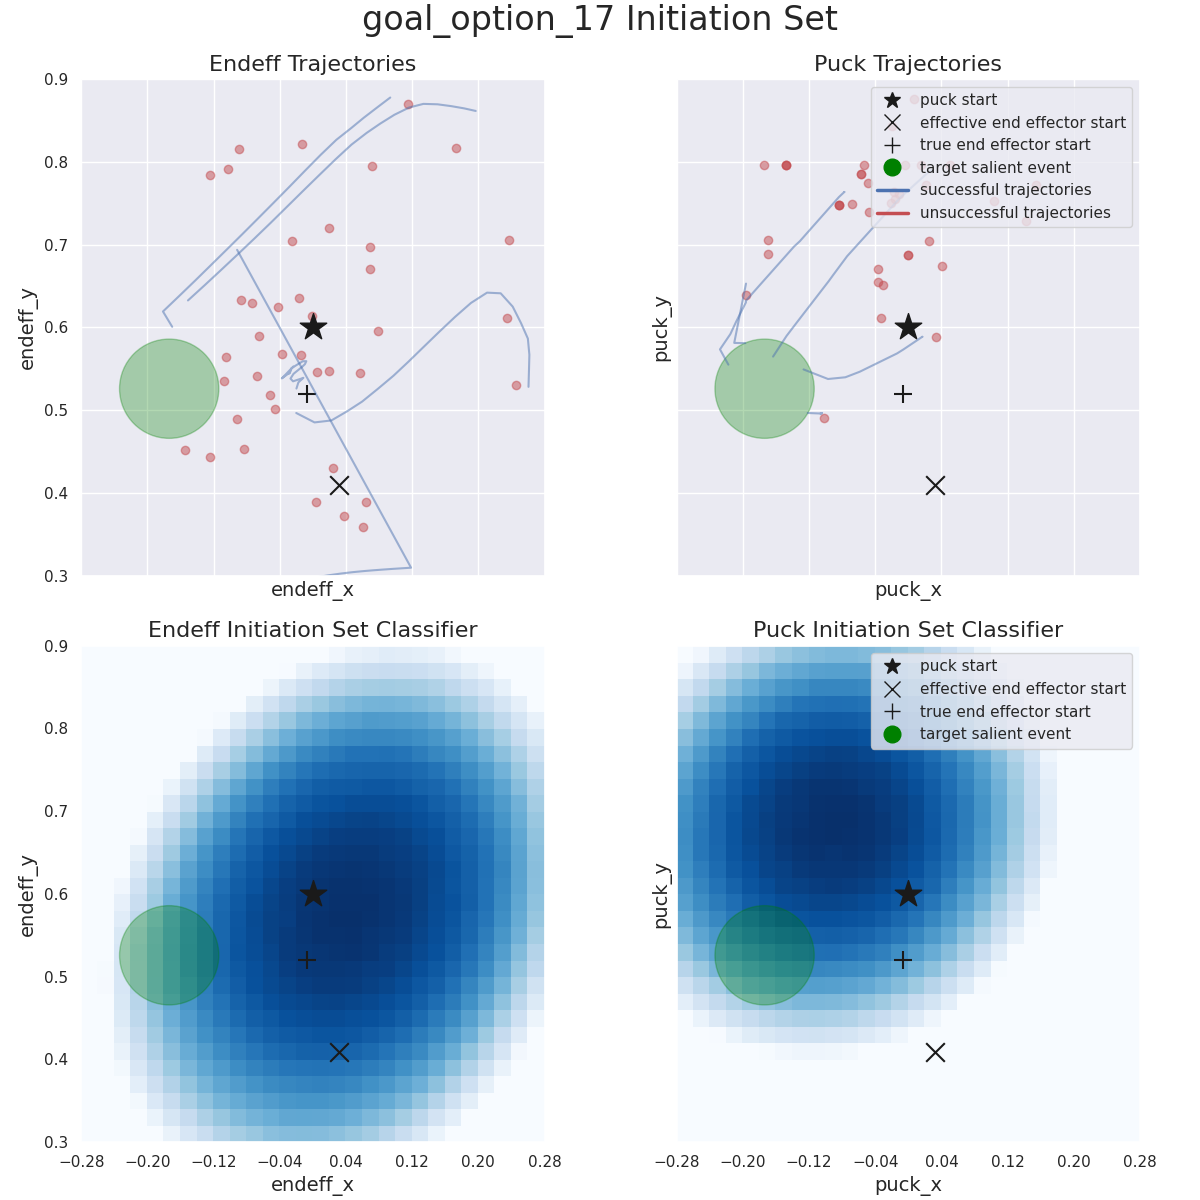 goal_option_17 Initiation Set
Endeff Trajectories
endeff_y
0.9
0.8
0.7
0.6
0.5
0.4
0.3
endeff_x
Puck Trajectories
puck start
effective end effector start
true end effector start
target salient event
successful trajectories
unsuccessful trajectories
puck_y
puck_x
Endeff Initiation Set Classifier
endeff_y
0.9
0.8
0.7
0.6
0.5
0.4
0.3
−0.28 −0.20 −0.12 −0.04 0.04 0.12 0.20 0.28
endeff_x
Puck Initiation Set Classifier
puck start
effective end effector start
true end effector start
target salient event
puck_y
−0.28 −0.20 −0.12 −0.04 0.04 0.12 0.20 0.28
puck_x